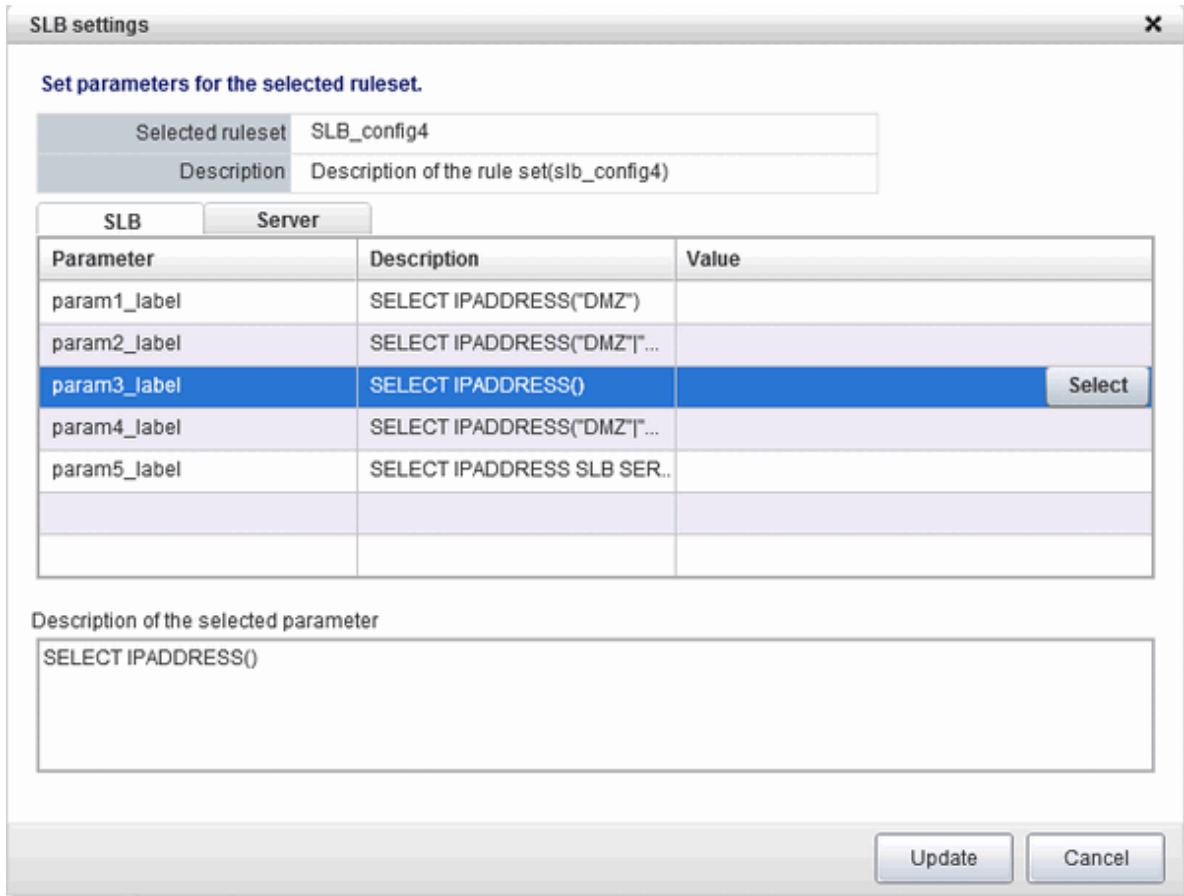 SLB settings
Set parameters for the selected ruleset.
Selected ruleset SLB_config4
Description Description of the rule set(slb_config4)
SLB Server
Parameter Description Value
param1_label SELECT IPADDRESS("DMZ")
param2_label SELECT IPADDRESS("DMZ"|"...
param3_label SELECT IPADDRESS() Select
param4_label SELECT IPADDRESS("DMZ"|"...
param5_label SELECT IPADDRESS SLB SER..
Description of the selected parameter
SELECT IPADDRESS()
Update Cancel